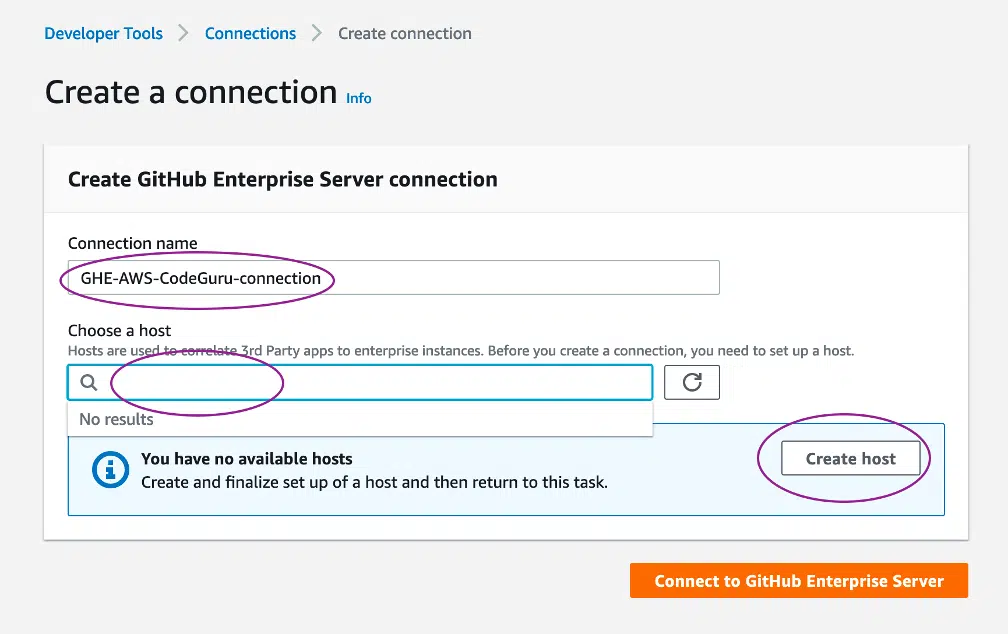 Developer Tools > Connections > Create connection
Create a connection Info
Create GitHub Enterprise Server connection
Connection name
GHE-AWS-CodeGuru-connection
Choose a host
Hosts are used to correlate 3rd Party apps to enterprise instances. Before you create a connection, you need to set up a host.
No results
You have no available hosts
Create and finalize set up of a host and then return to this task.
Create host
Connect to GitHub Enterprise Server